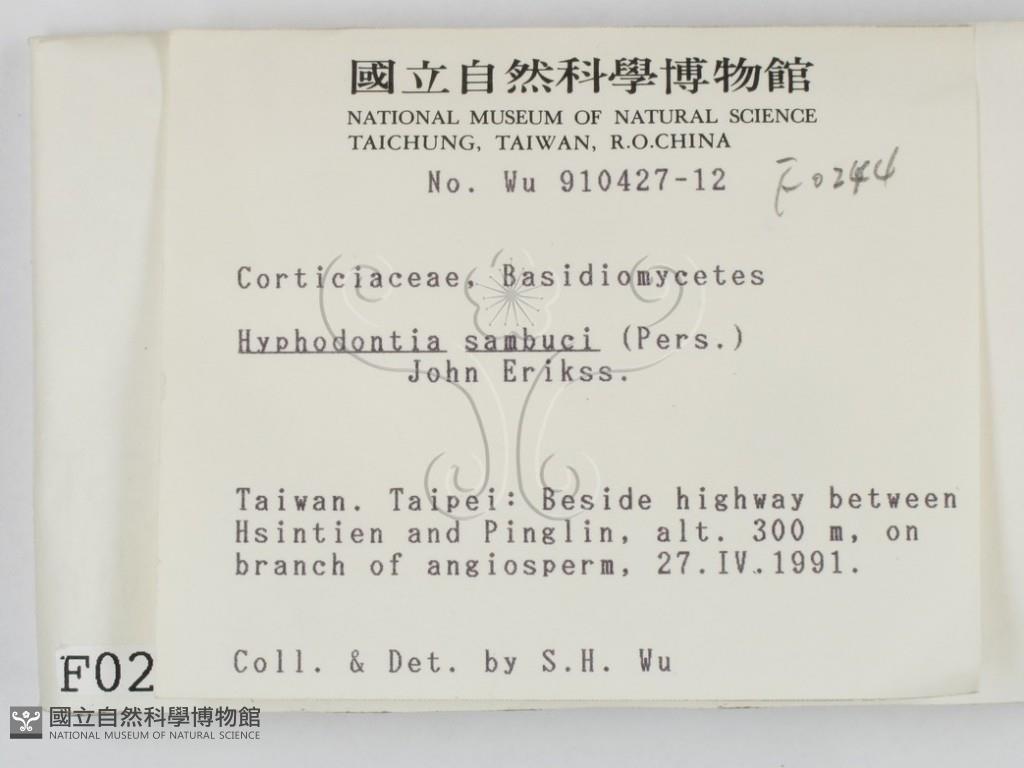 國立自然科學博物館
NATIONAL MUSEUM OF NATURAL SCIENCE
TAICHUNG, TAIWAN, R.O.CHINA
No. Wu 910427-12 F0244
Corticiaceae, Basidiomycetes
Hyphodontia sambuci (Pers.)
John Erikss.
Taiwan. Taipei: Beside highway between
Hsintien and Pinglin, alt. 300 m, on
branch of angiosperm, 27.IV.1991.
Coll. & Det. by S.H. Wu
F02
國立自然科學博物館
NATIONAL MUSEUM OF NATURAL SCIENCE